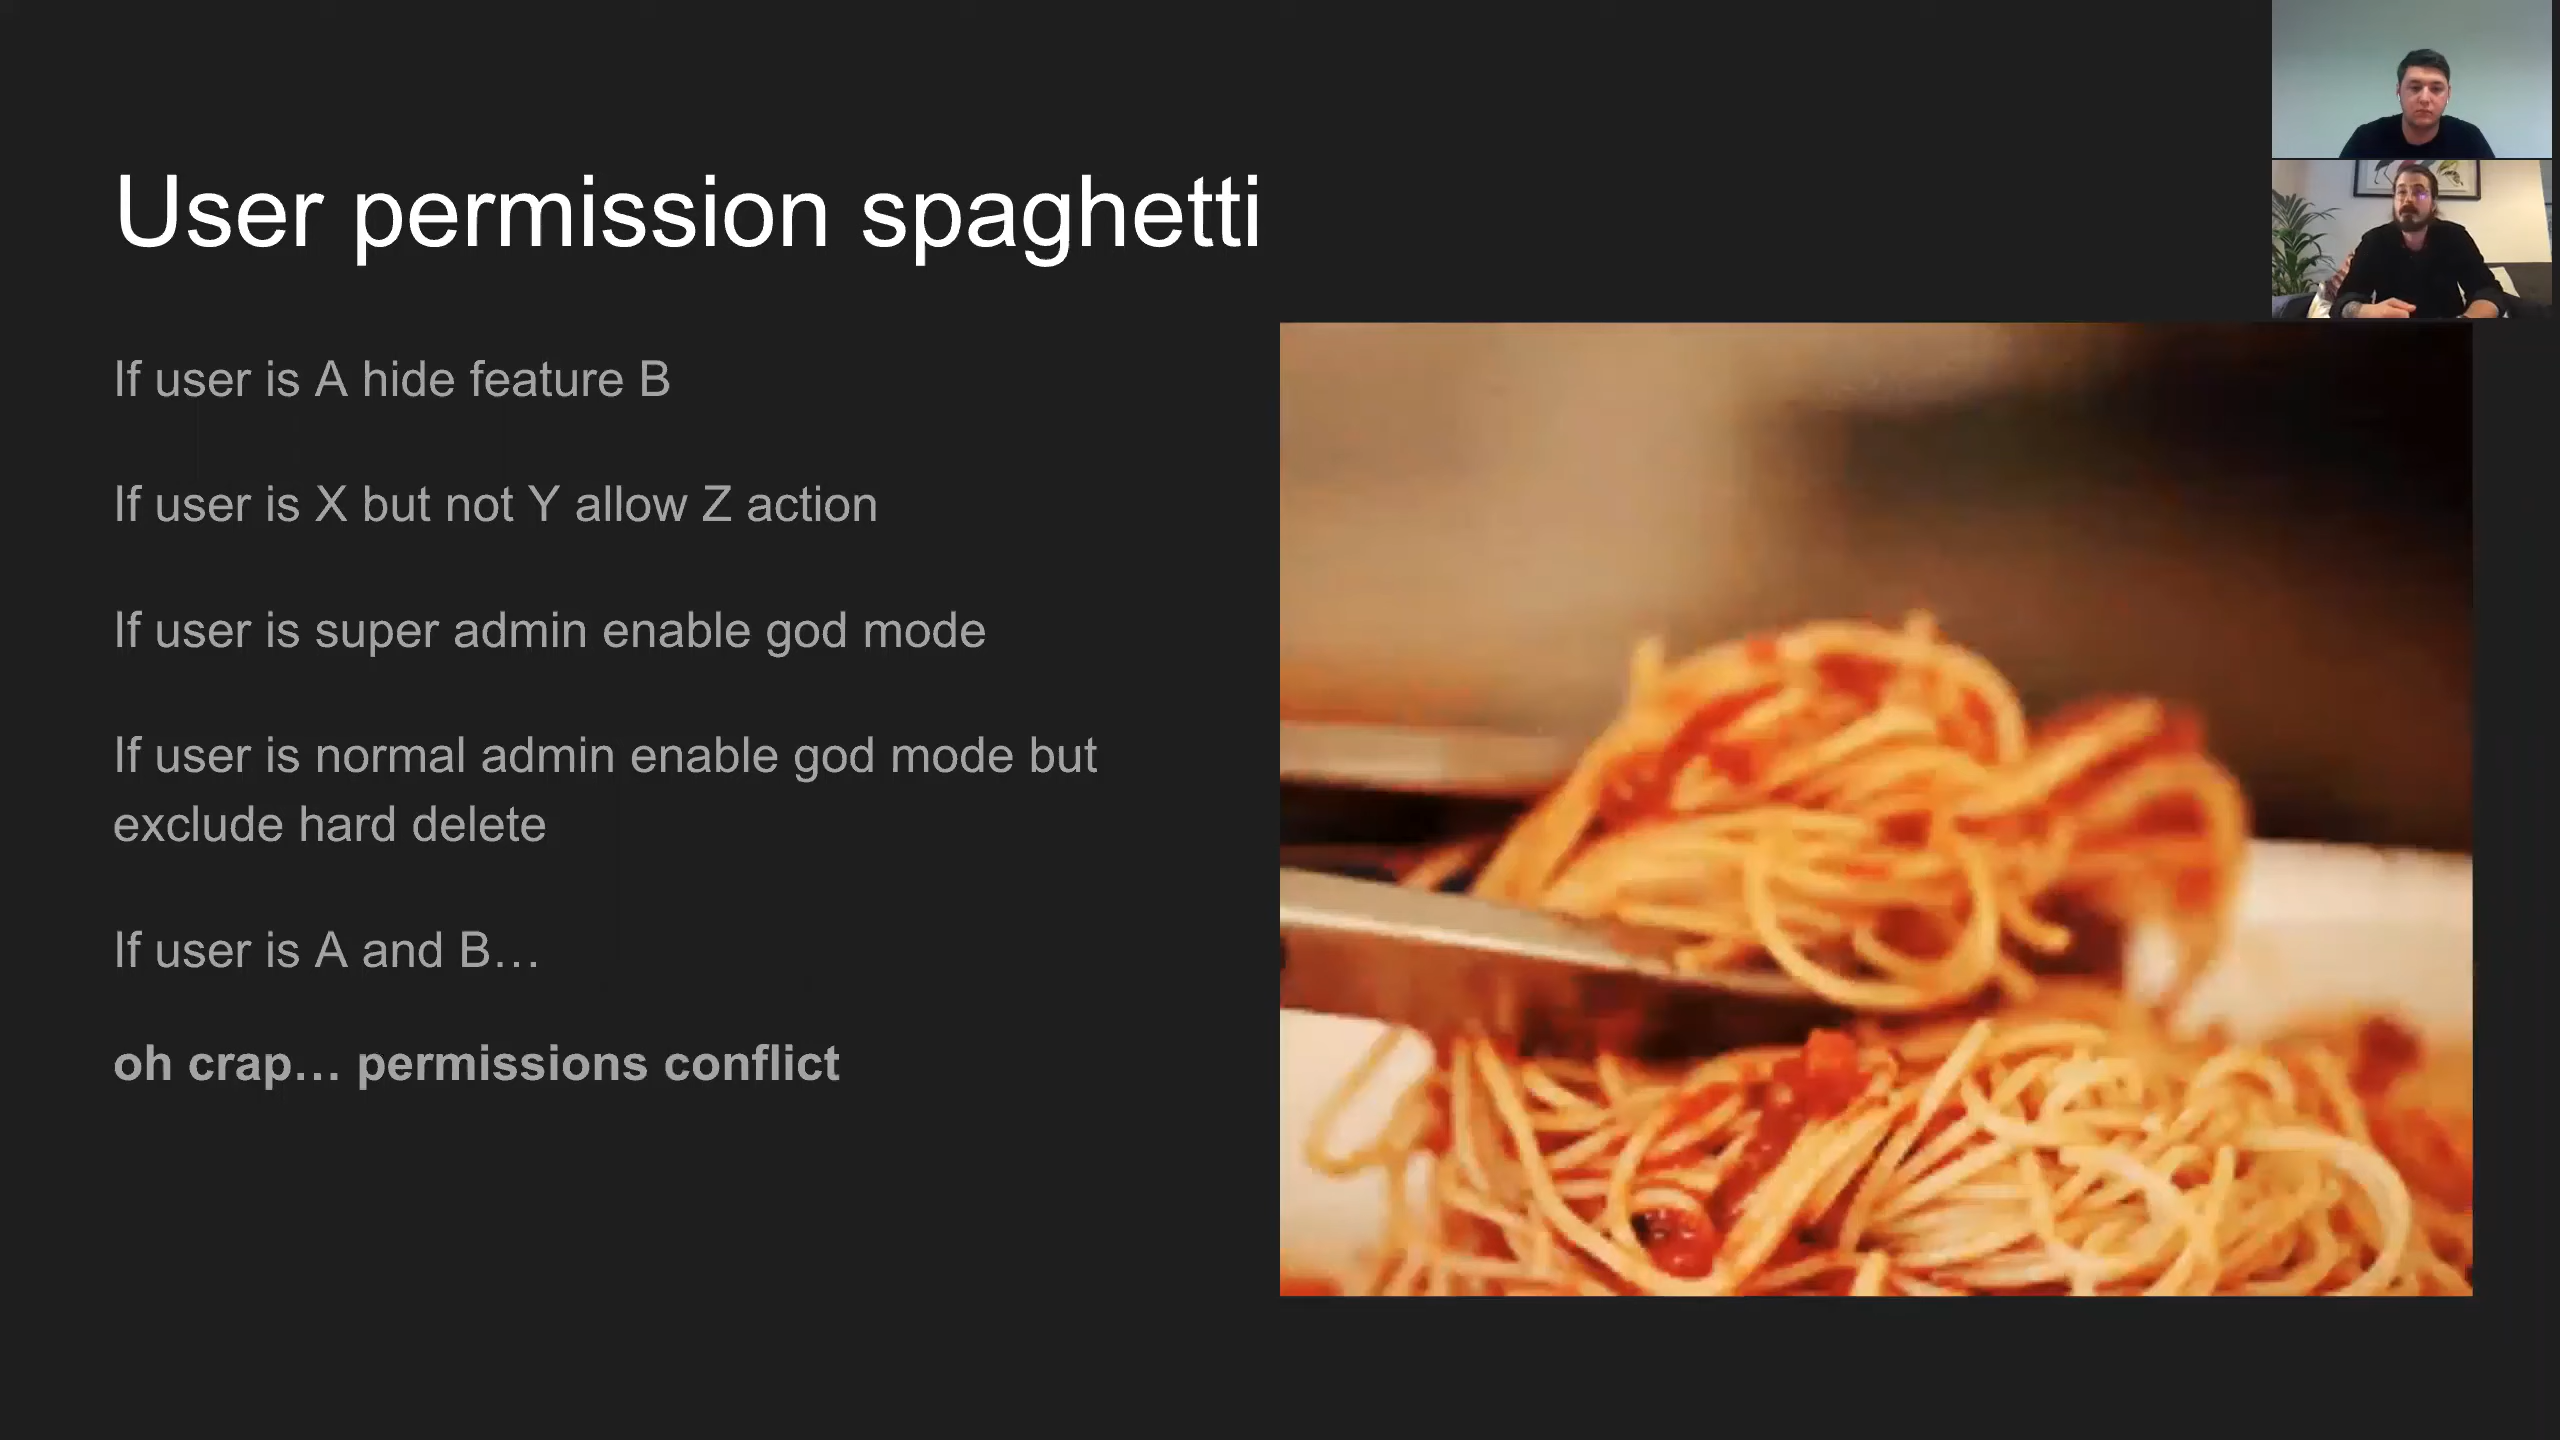 User permission spaghetti
If user is A hide feature B
If user is X but not Y allow Z action
If user is super admin enable god mode
If user is normal admin enable god mode but
exclude hard delete
If user is A and B…
oh crap… permissions conflict